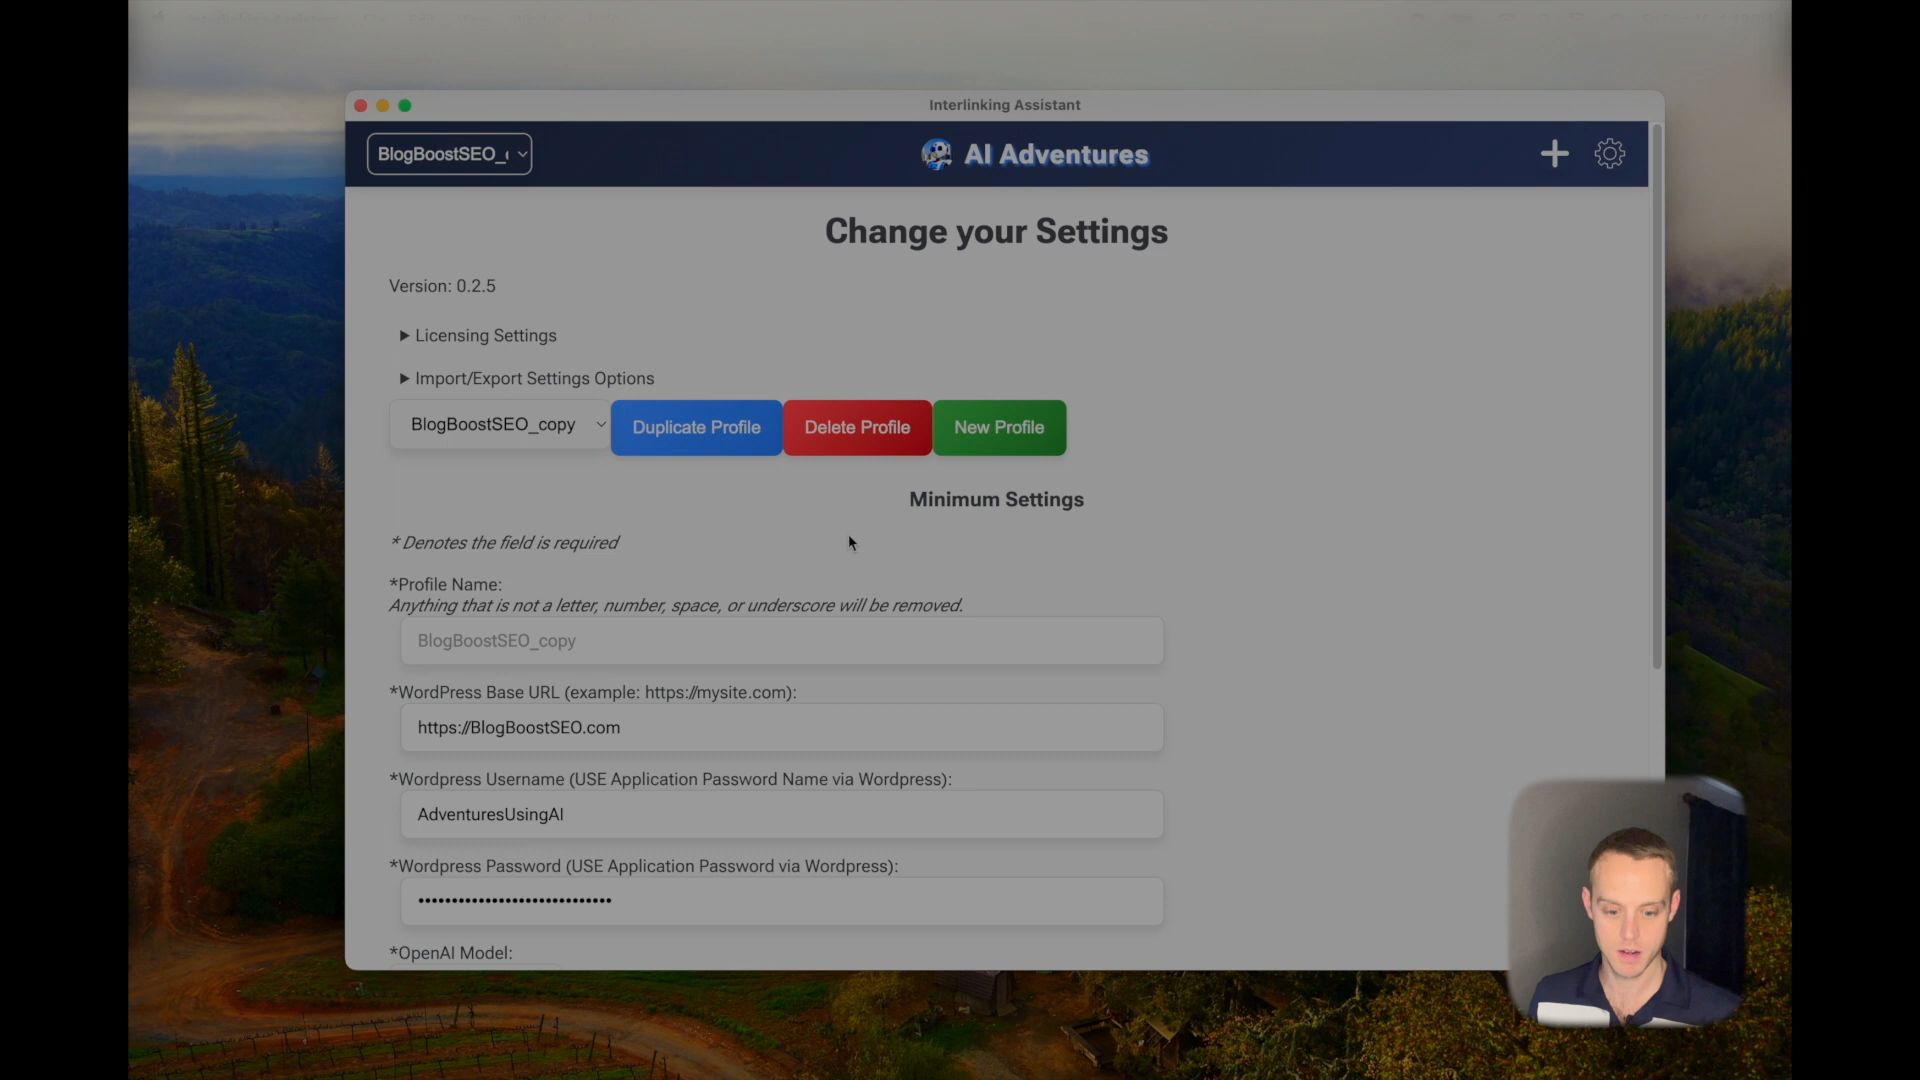 Interlinking Assistant
BlogBoostSEO_
AI Adventures
Change your Settings
Version: 0.2.5
Licensing Settings
Import/Export Settings Options
BlogBoostSEO_copy
Duplicate Profile
Delete Profile
New Profile
Minimum Settings
* Denotes the field is required
*Profile Name:
Anything that is not a letter, number, space, or underscore will be removed.
BlogBoostSEO_copy
*WordPress Base URL (example: https://mysite.com):
https://BlogBoostSEO.com
*Wordpress Username (USE Application Password Name via Wordpress):
AdventuresUsingAI
*Wordpress Password (USE Application Password via Wordpress):
*OpenAI Model: